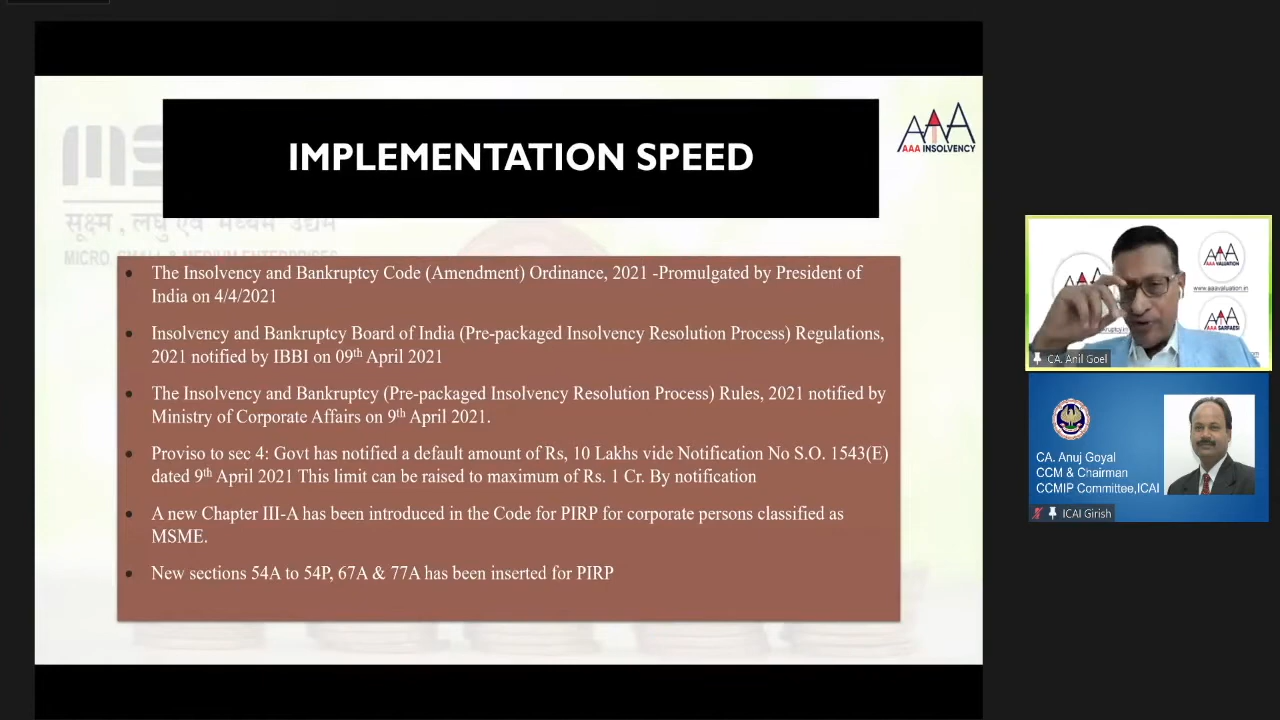 IMPLEMENTATION SPEED
AAA INSOLVENCY
सूक्ष्म, लघु एवं मध्यम उद्यम
MICRO, SMALL & MEDIUM ENTERPRISES
• The Insolvency and Bankruptcy Code (Amendment) Ordinance, 2021 -Promulgated by President of
India on 4/4/2021
• Insolvency and Bankruptcy Board of India (Pre-packaged Insolvency Resolution Process) Regulations,
2021 notified by IBBI on 09th April 2021
• The Insolvency and Bankruptcy (Pre-packaged Insolvency Resolution Process) Rules, 2021 notified by
Ministry of Corporate Affairs on 9th April 2021.
• Proviso to sec 4: Govt has notified a default amount of Rs, 10 Lakhs vide Notification No S.O. 1543(E)
dated 9th April 2021 This limit can be raised to maximum of Rs. 1 Cr. By notification
• A new Chapter III-A has been introduced in the Code for PIRP for corporate persons classified as
MSME.
• New sections 54A to 54P, 67A & 77A has been inserted for PIRP
AAA VALUATION
www.aaavaluation.in
AAA SARFAESI
CA. Anil Goel
CA. Anuj Goyal
CCM & Chairman
CCMIP Committee,ICAI
ICAI Girish